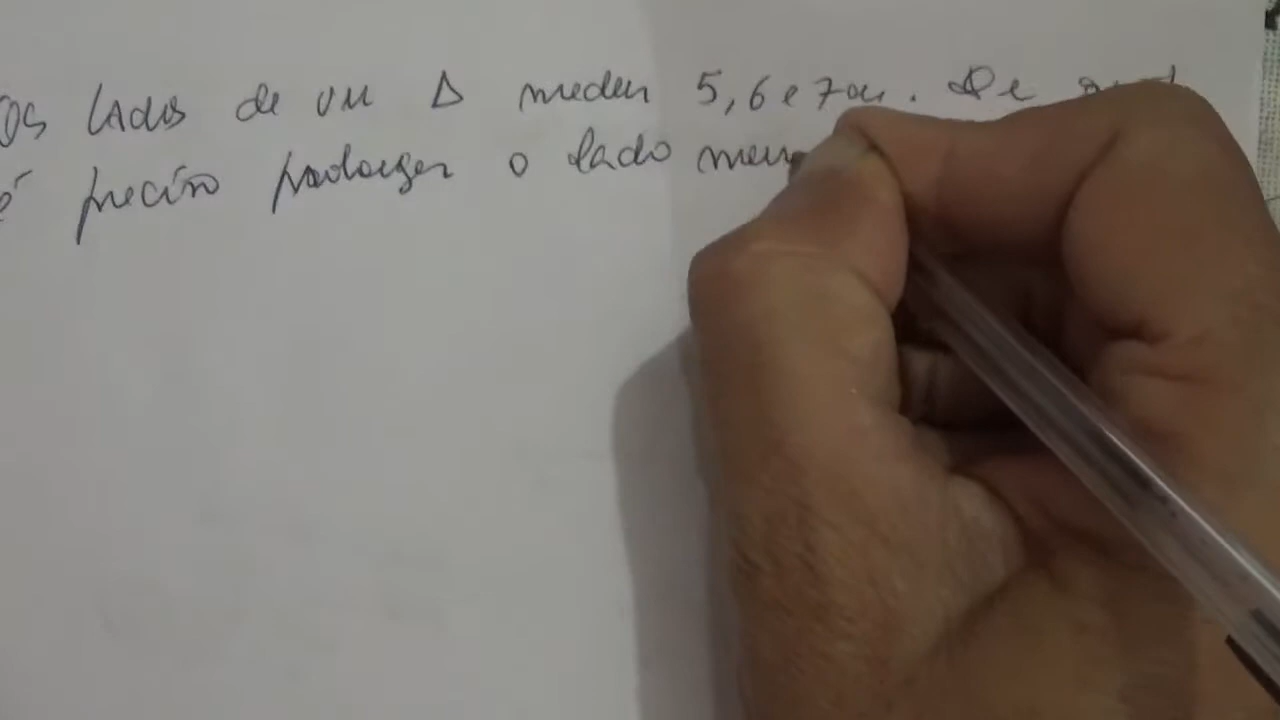 Os lados de um Δ medem 5, 6 e 7cm. De
é preciso prolongar o lado